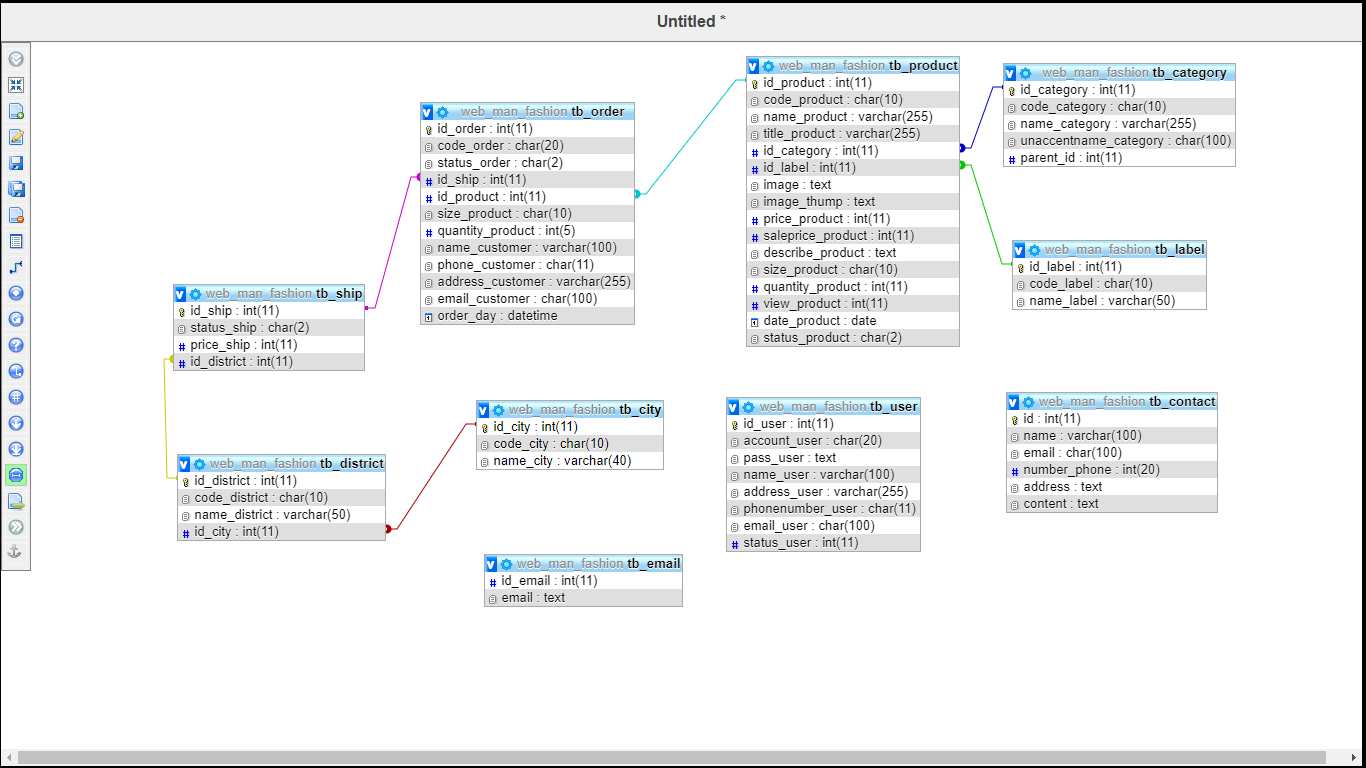 Untitled *
web_man_fashion tb_product
id_product : int(11)
code_product : char(10)
name_product : varchar(255)
title_product : varchar(255)
id_category : int(11)
id_label : int(11)
image : text
image_thump : text
price_product : int(11)
saleprice_product : int(11)
describe_product : text
size_product : char(10)
quantity_product : int(11)
view_product : int(11)
date_product : date
status_product : char(2)
web_man_fashion tb_category
id_category : int(11)
code_category : char(10)
name_category : varchar(255)
unaccentname_category : char(100)
parent_id : int(11)
web_man_fashion tb_order
id_order : int(11)
code_order : char(20)
status_order : char(2)
id_ship : int(11)
id_product : int(11)
size_product : char(10)
quantity_product : int(5)
name_customer : varchar(100)
phone_customer : char(11)
address_customer : varchar(255)
email_customer : char(100)
order_day : datetime
web_man_fashion tb_label
id_label : int(11)
code_label : char(10)
name_label : varchar(50)
web_man_fashion tb_ship
id_ship : int(11)
status_ship : char(2)
price_ship : int(11)
id_district : int(11)
web_man_fashion tb_city
id_city : int(11)
code_city : char(10)
name_city : varchar(40)
web_man_fashion tb_user
id_user : int(11)
account_user : char(20)
pass_user : text
name_user : varchar(100)
address_user : varchar(255)
phonenumber_user : char(11)
email_user : char(100)
status_user : int(11)
web_man_fashion tb_contact
id : int(11)
name : varchar(100)
email : char(100)
number_phone : int(20)
address : text
content : text
web_man_fashion tb_district
id_district : int(11)
code_district : char(10)
name_district : varchar(50)
id_city : int(11)
web_man_fashion tb_email
id_email : int(11)
email : text